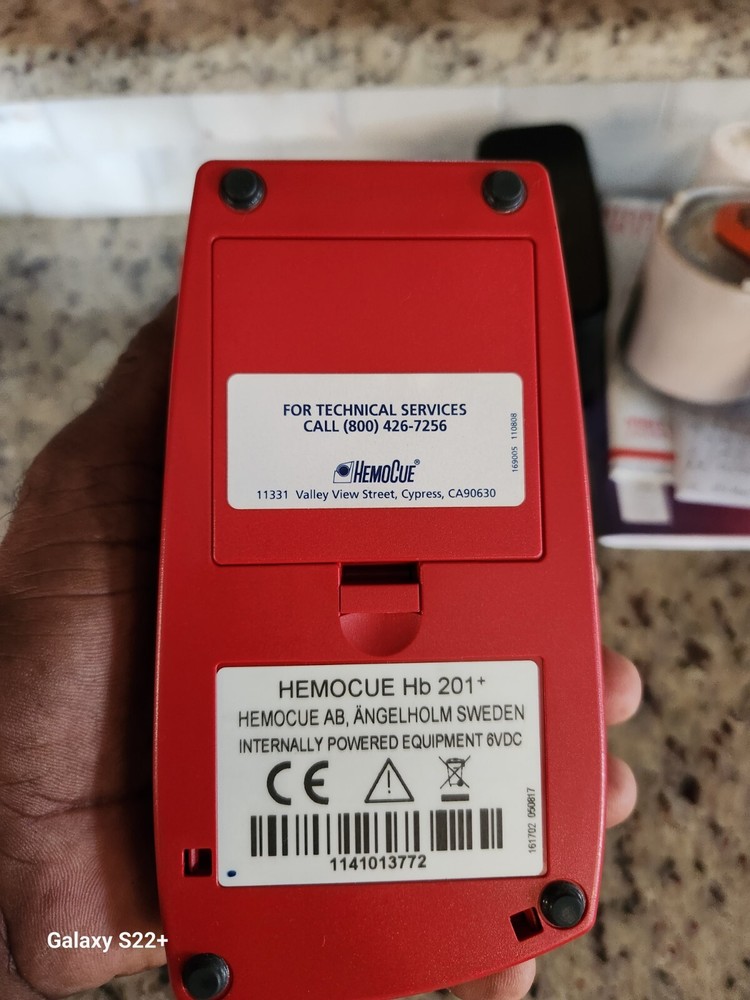 FOR TECHNICAL SERVICES
CALL (800) 426-7256
HEMOCUE®
11331 Valley View Street, Cypress, CA90630
169005 110808
HEMOCUE Hb 201+
HEMOCUE AB, ÄNGELHOLM SWEDEN
INTERNALLY POWERED EQUIPMENT 6VDC
CE
1141013772
161702 050817
Galaxy S22+